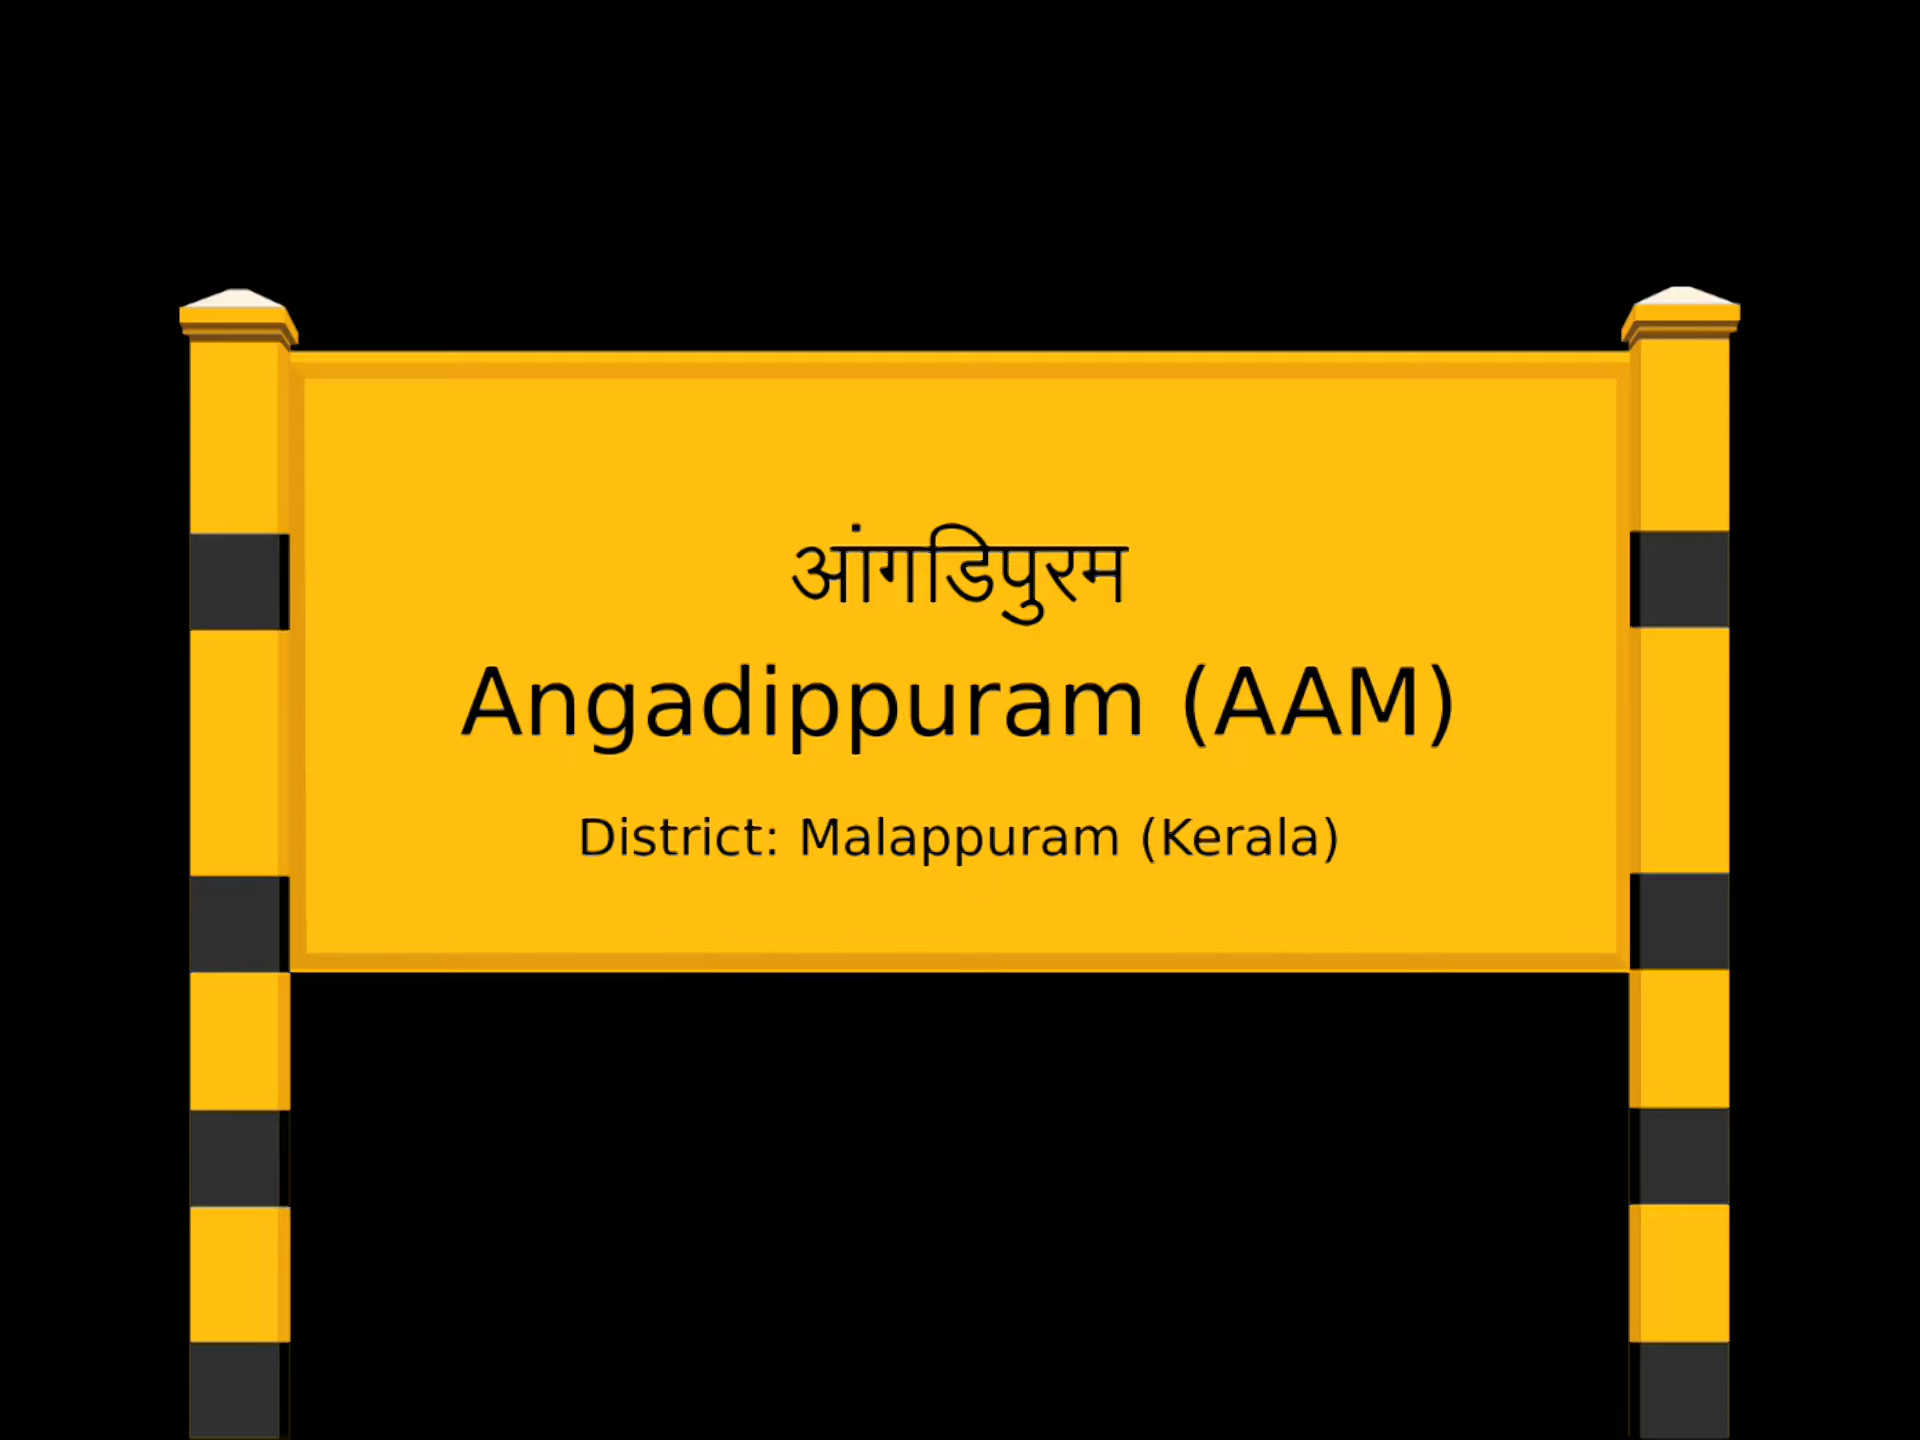 आंगडिपुरम
Angadippuram (AAM)
District: Malappuram (Kerala)